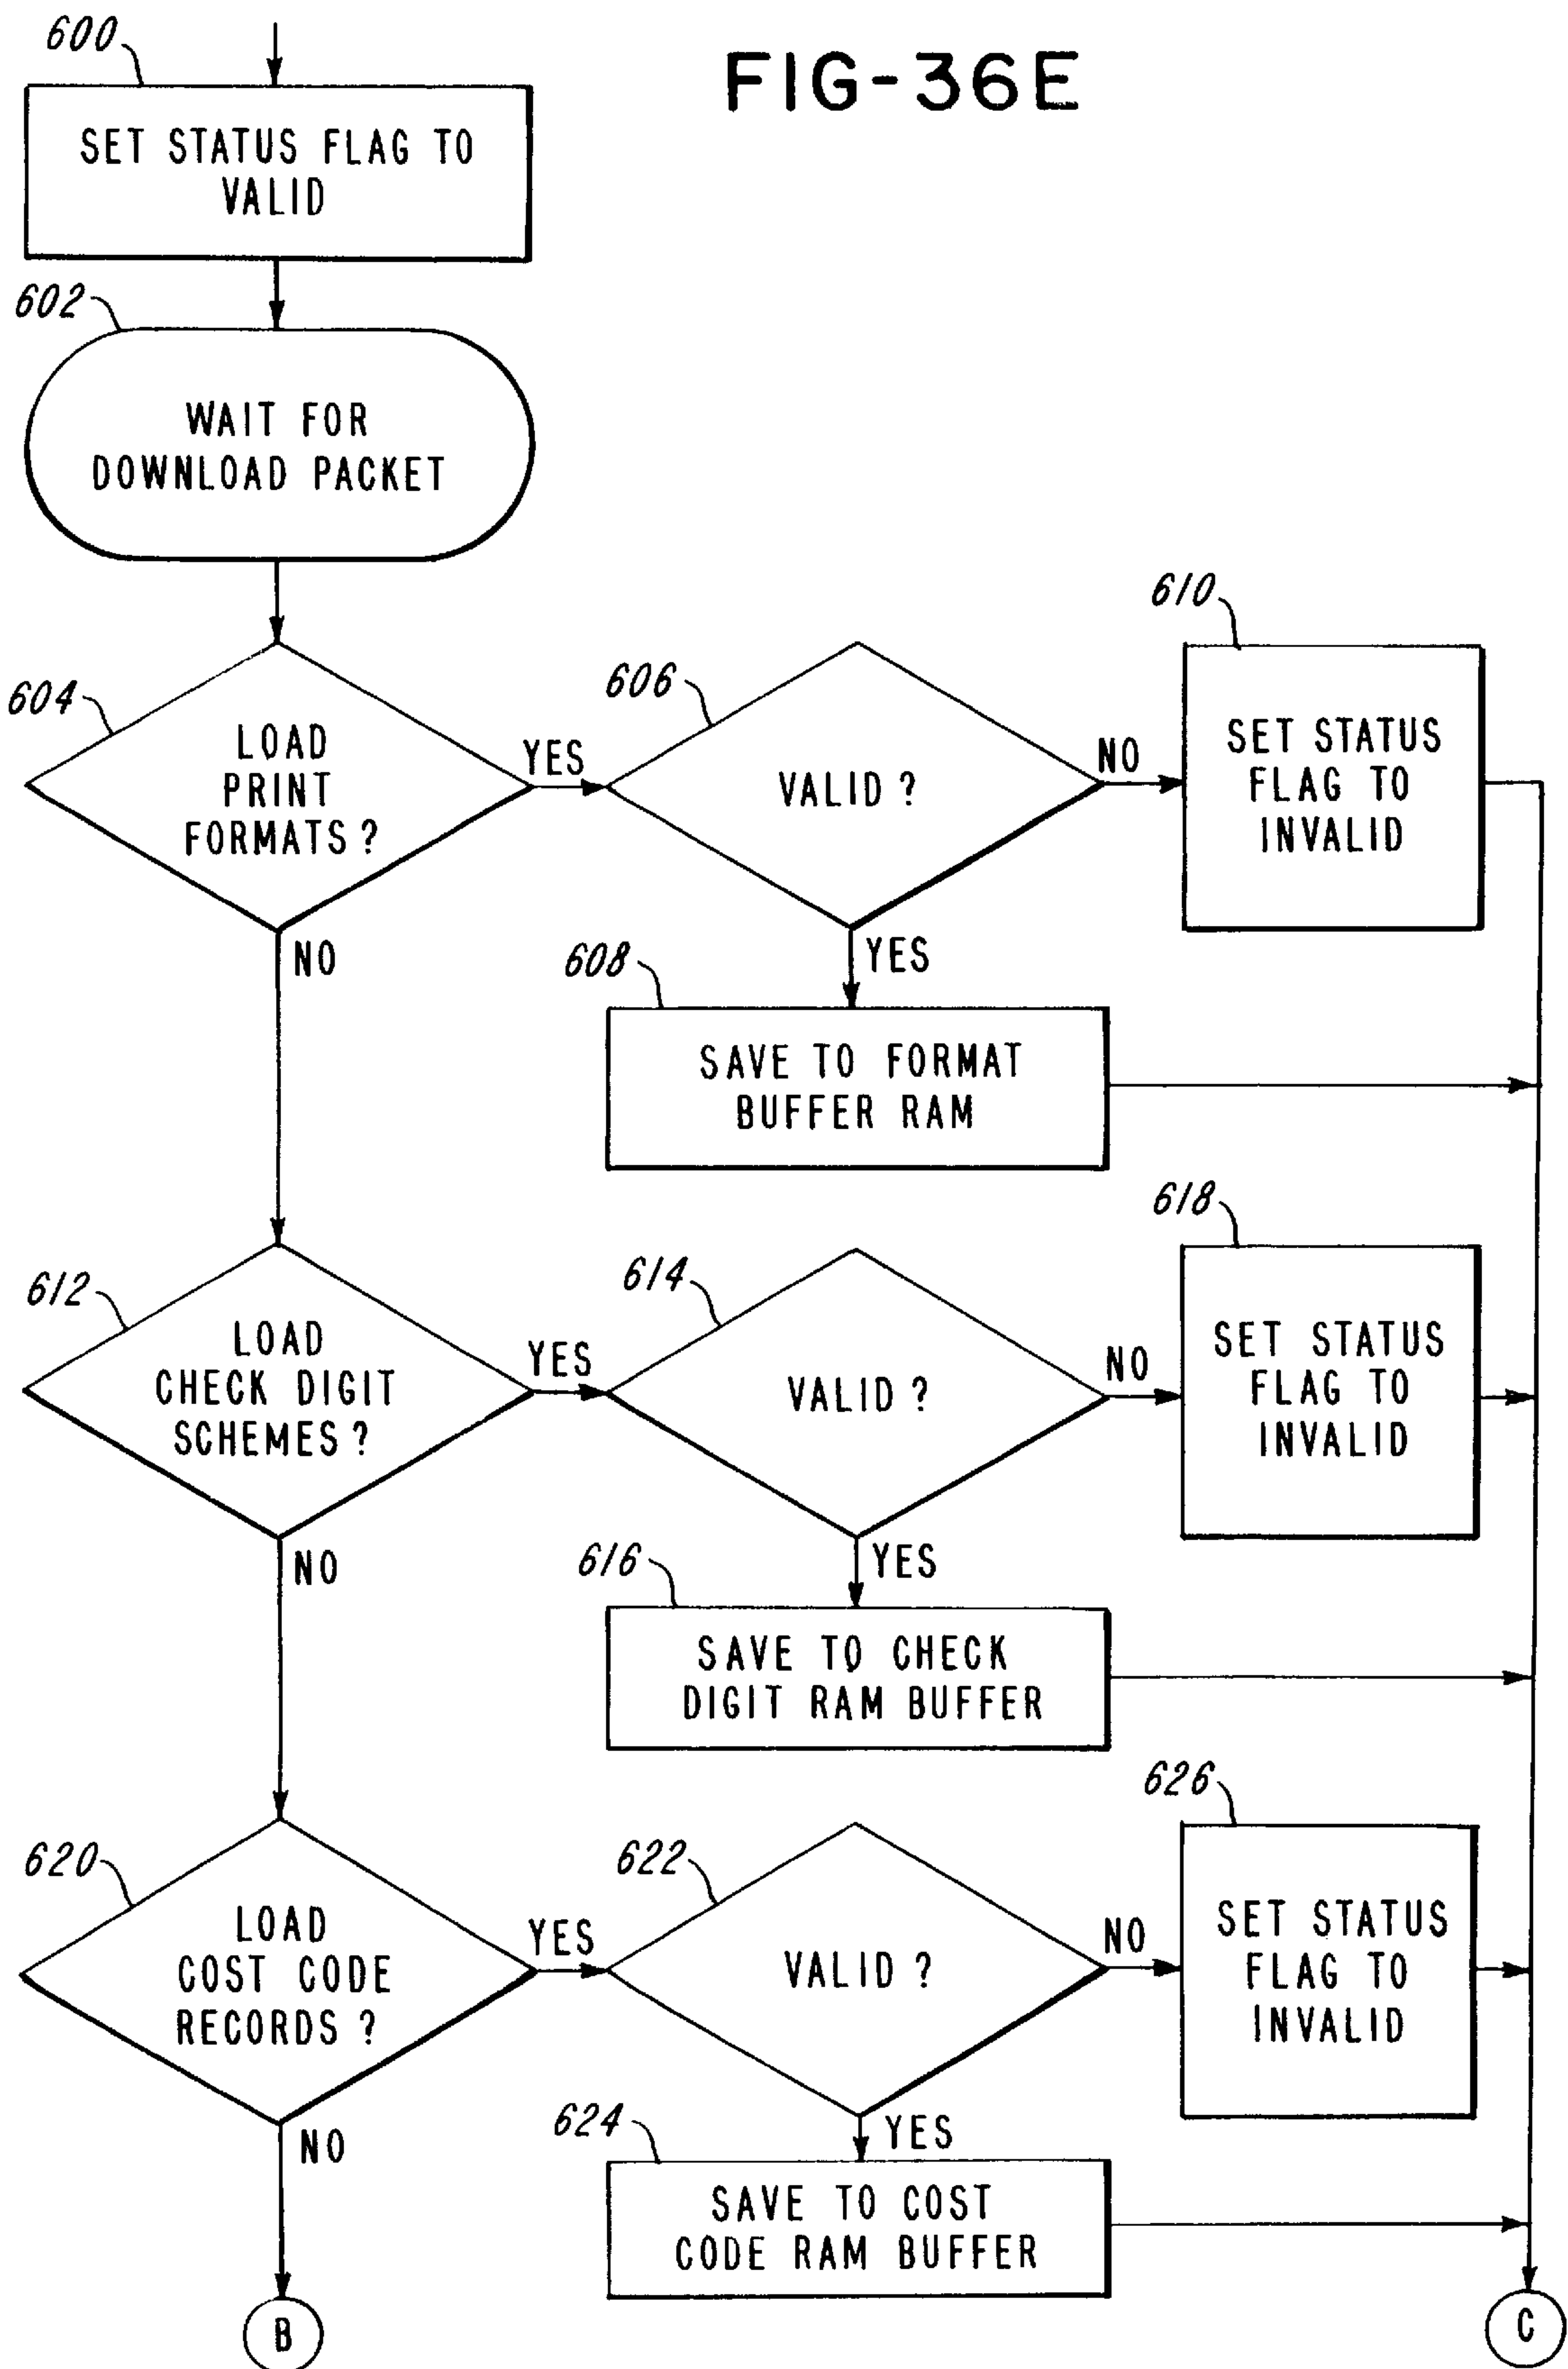 FIG-36E
600
SET STATUS FLAG TO
VALID
602
WAIT FOR
DOWNLOAD PACKET
604
LOAD
PRINT
FORMATS ?
YES
NO
606
VALID ?
NO
YES
610
SET STATUS
FLAG TO
INVALID
608
SAVE TO FORMAT
BUFFER RAM
612
LOAD
CHECK DIGIT
SCHEMES ?
YES
NO
614
VALID ?
NO
YES
618
SET STATUS
FLAG TO
INVALID
616
SAVE TO CHECK
DIGIT RAM BUFFER
620
LOAD
COST CODE
RECORDS ?
YES
NO
622
VALID ?
NO
YES
626
SET STATUS
FLAG TO
INVALID
624
SAVE TO COST
CODE RAM BUFFER
B
C